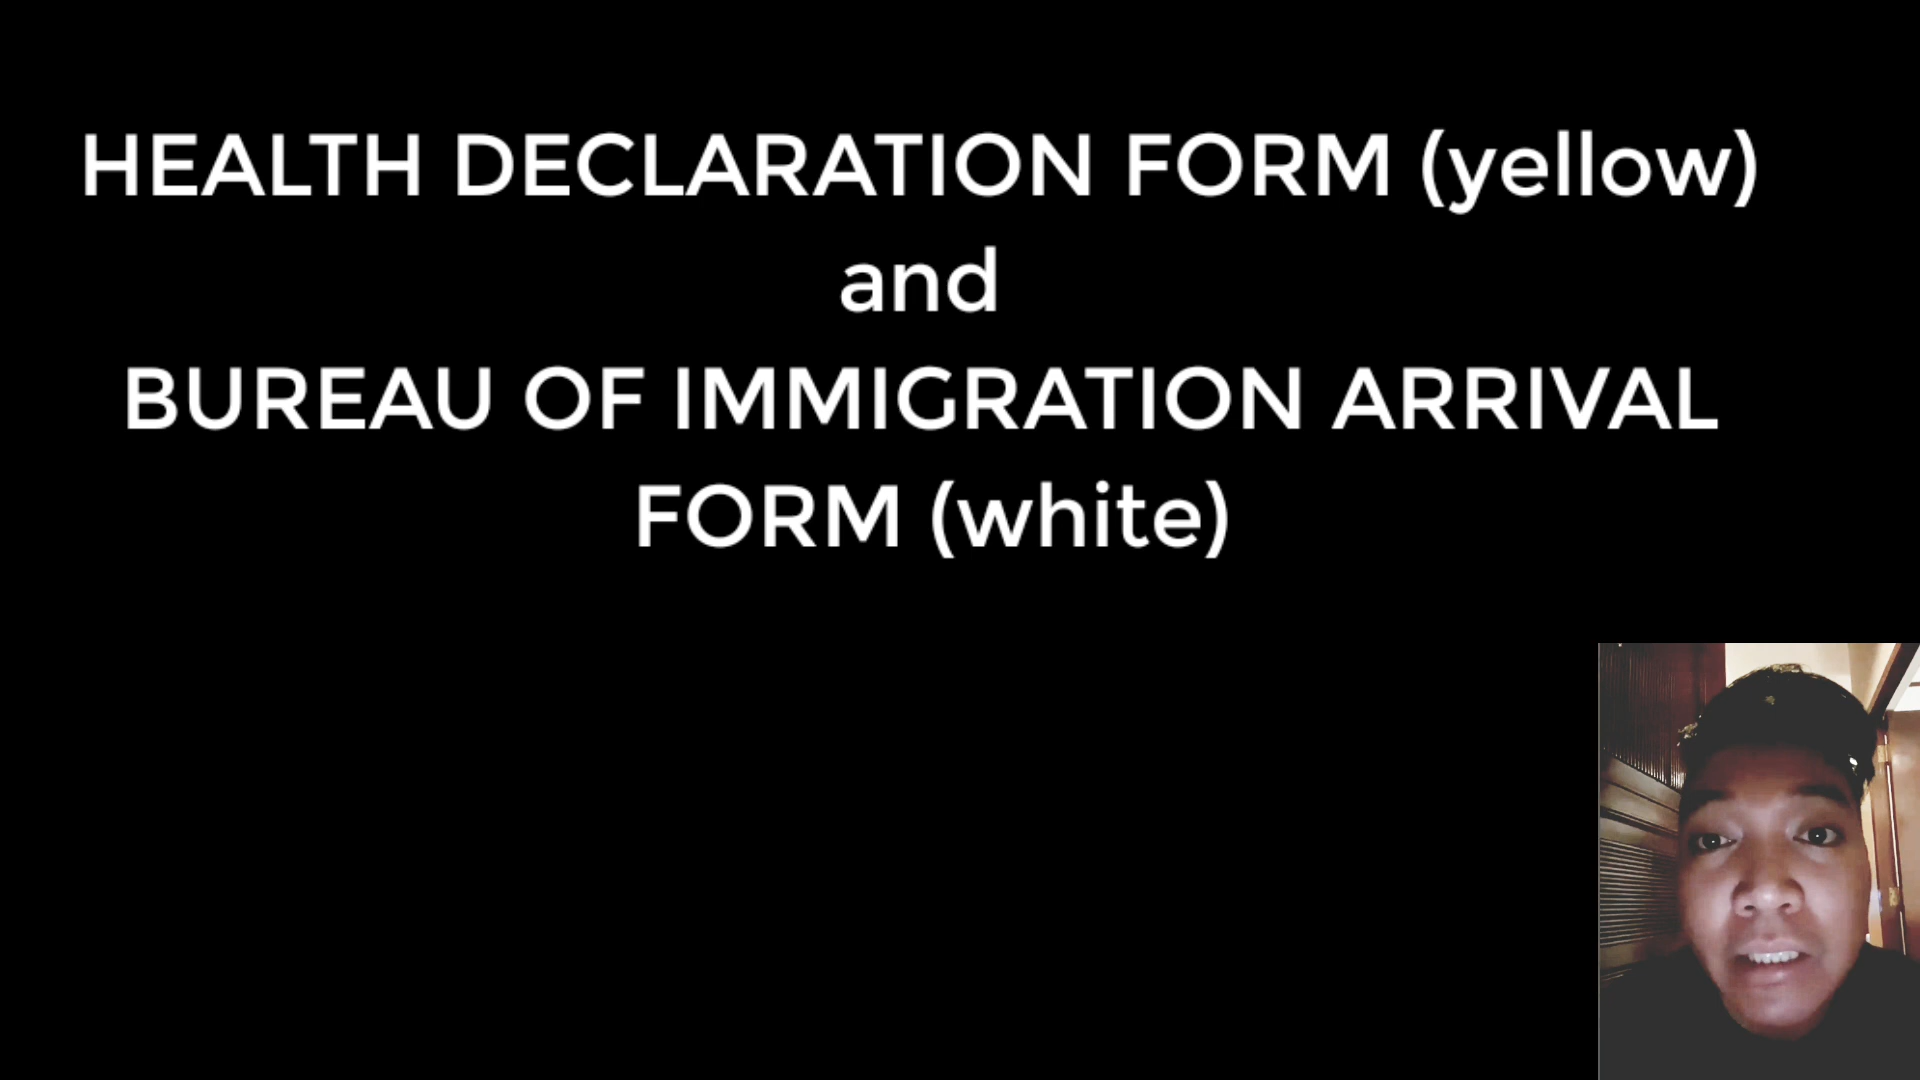 HEALTH DECLARATION FORM (yellow)
and
BUREAU OF IMMIGRATION ARRIVAL
FORM (white)